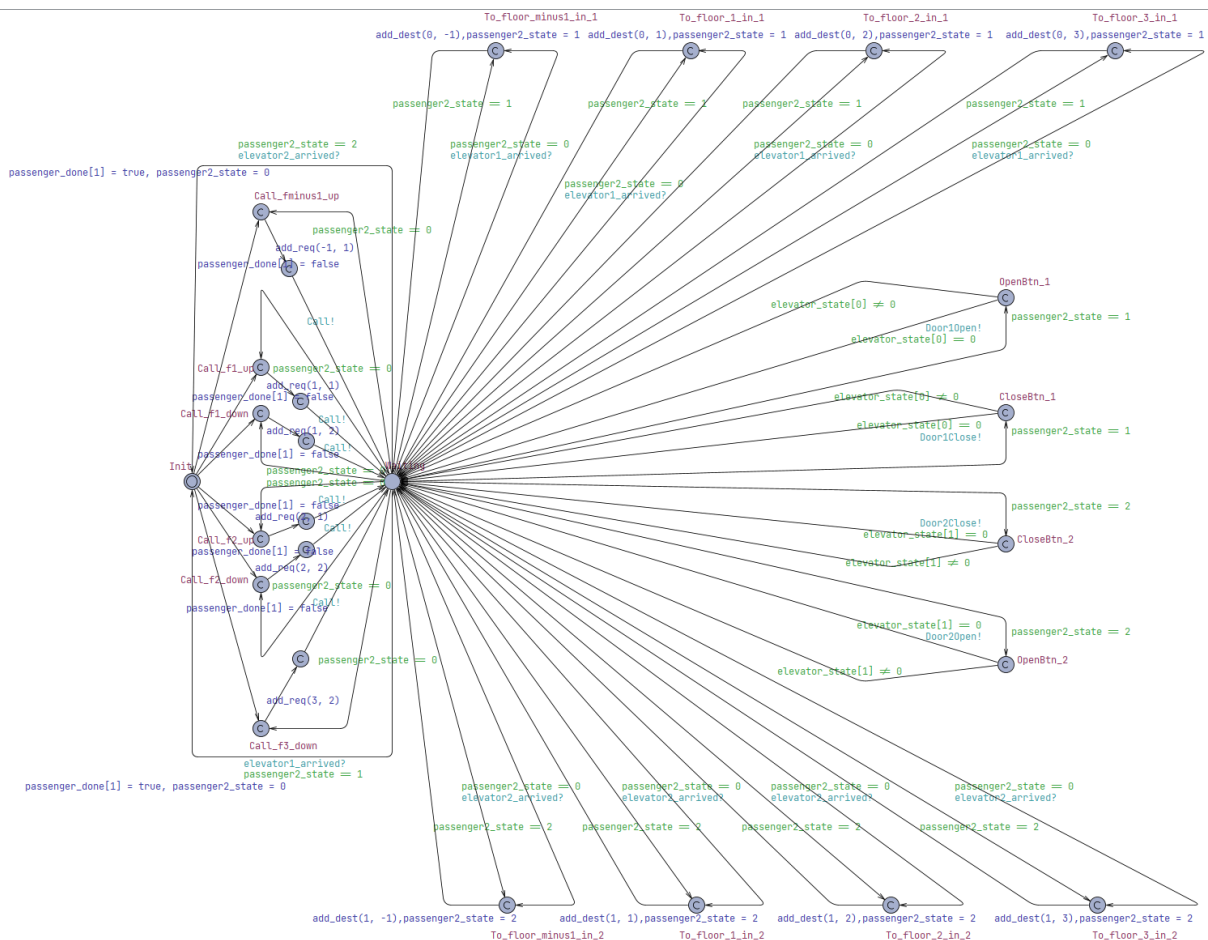 To_floor_minus1_in_1
To_floor_1_in_1
To_floor_2_in_1
To_floor_3_in_1
add_dest(0, -1),passenger2_state = 1
add_dest(0, 1),passenger2_state = 1
add_dest(0, 2),passenger2_state = 1
add_dest(0, 3),passenger2_state = 1
C
C
C
C
passenger2_state == 1
passenger2_state == 1
passenger2_state == 1
passenger2_state == 1
passenger2_state == 2
elevator2_arrived?
passenger2_state == 0
elevator1_arrived?
passenger2_state == 0
elevator1_arrived?
passenger2_state == 0
elevator1_arrived?
passenger_done[1] = true, passenger2_state = 0
passenger2_state == 0
elevator1_arrived?
Call_fminus1_up
C
passenger2_state == 0
add_req(-1, 1)
passenger_done[1] = false
C
OpenBtn_1
C
elevator_state[0] ≠ 0
passenger2_state == 1
Call!
Door1Open!
elevator_state[0] == 0
Call_f1_up
C
passenger2_state == 0
add_req(1, 1)
passenger_done[1] = false
C
elevator_state[0] ≠ 0
CloseBtn_1
Call_f1_down
C
C
Call!
elevator_state[0] == 0
Door1Close!
passenger2_state == 1
add_req(1, 2)
C
Call!
passenger_done[1] = false
Init
Waiting
passenger2_state ==
passenger2_state ==
passenger_done[1] = false
Call!
passenger2_state == 2
add_req(2, 1)
C
Call!
Door2Close!
elevator_state[1] == 0
Call_f2_up
C
CloseBtn_2
C
passenger_done[1] = false
C
elevator_state[1] ≠ 0
add_req(2, 2)
Call_f2_down
C
passenger2_state == 0
Call!
passenger_done[1] = false
elevator_state[1] == 0
Door2Open!
passenger2_state == 2
C
passenger2_state == 0
C
OpenBtn_2
elevator_state[1] ≠ 0
add_req(3, 2)
C
Call_f3_down
elevator1_arrived?
passenger2_state == 1
passenger_done[1] = true, passenger2_state = 0
passenger2_state == 0
elevator2_arrived?
passenger2_state == 0
elevator2_arrived?
passenger2_state == 0
elevator2_arrived?
passenger2_state == 0
elevator2_arrived?
passenger2_state == 2
passenger2_state == 2
passenger2_state == 2
passenger2_state == 2
C
C
C
C
add_dest(1, -1),passenger2_state = 2
add_dest(1, 1),passenger2_state = 2
add_dest(1, 2),passenger2_state = 2
add_dest(1, 3),passenger2_state = 2
To_floor_minus1_in_2
To_floor_1_in_2
To_floor_2_in_2
To_floor_3_in_2